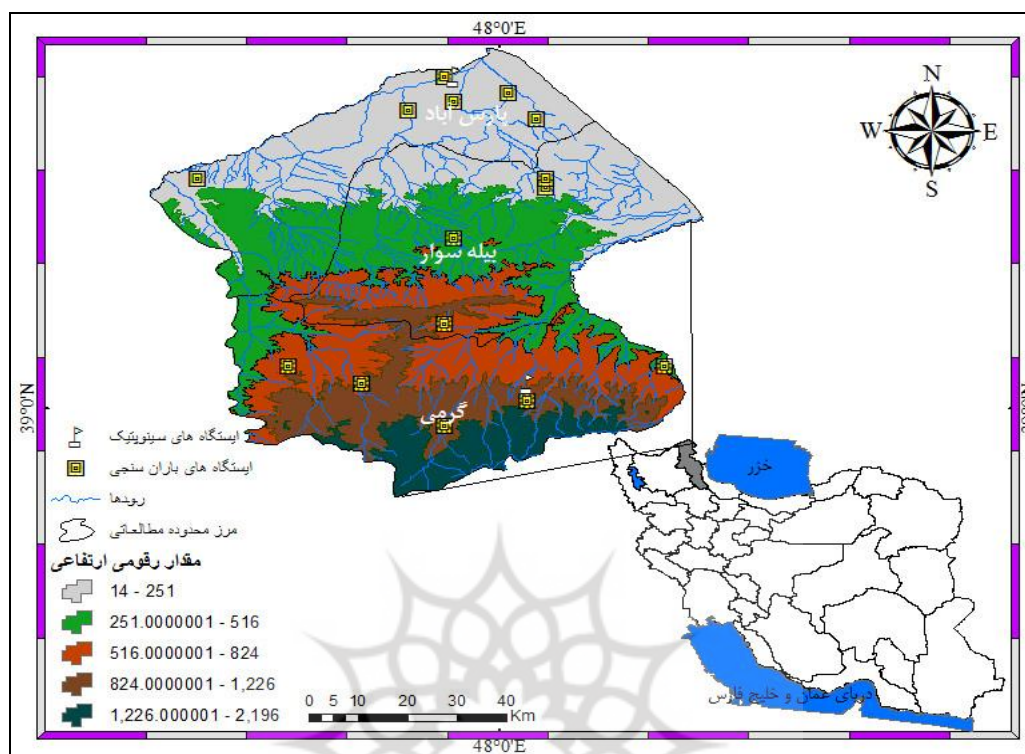 48°0'E
N
W E
S
پارس آباد
بیله سوار
گرمی
39°0'N
ایستگاه های سینوپتیک
ایستگاه های باران سنجی
رودها
مرز محدوده مطالعاتی
مقدار رقومی ارتفاعی
14 - 251
251.0000001 - 516
516.0000001 - 824
824.0000001 - 1,226
1,226.000001 - 2,196
0 5 10 20 30 40
Km
خزر
دریای عمان و خلیج فارس
48°0'E